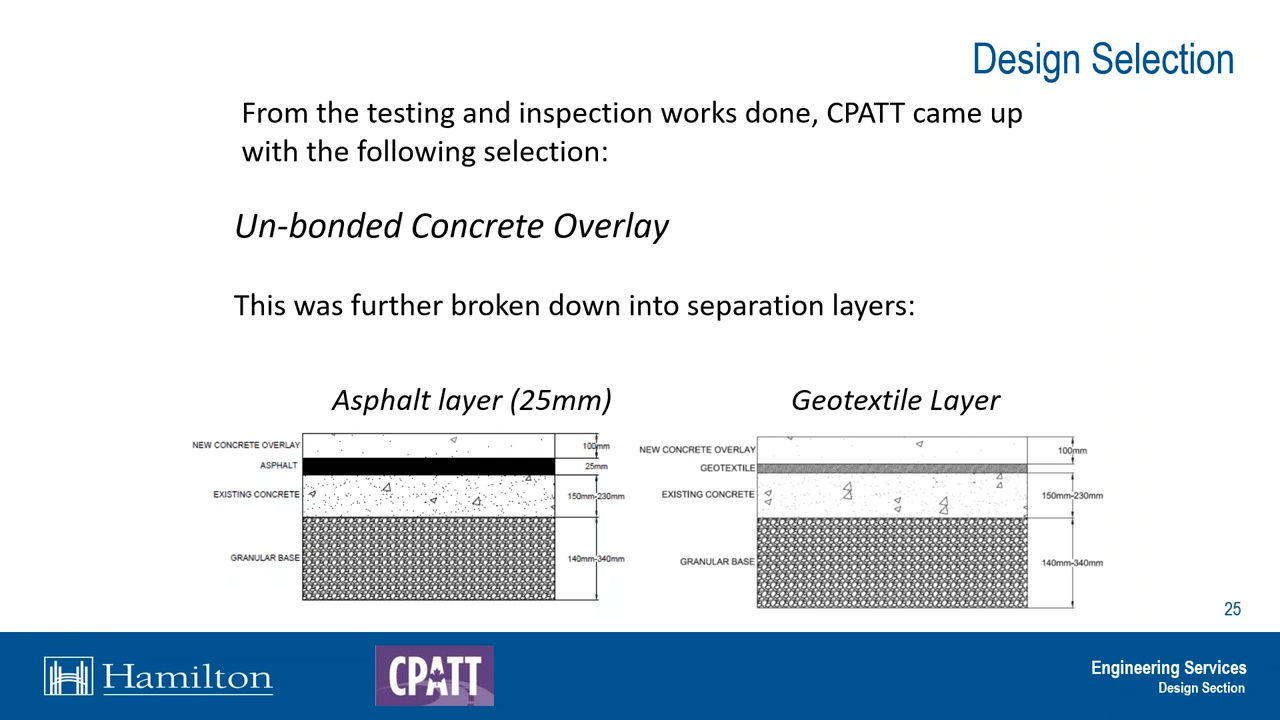 Design Selection
From the testing and inspection works done, CPATT came up
with the following selection:
Un-bonded Concrete Overlay
This was further broken down into separation layers:
Asphalt layer (25mm)
NEW CONCRETE OVERLAY
100mm
ASPHALT
25mm
EXISTING CONCRETE
150mm-230mm
GRANULAR BASE
140mm-340mm
Geotextile Layer
NEW CONCRETE OVERLAY
100mm
GEOTEXTILE
EXISTING CONCRETE
150mm-230mm
GRANULAR BASE
140mm-340mm
25
Hamilton
CPATT
Engineering Services
Design Section